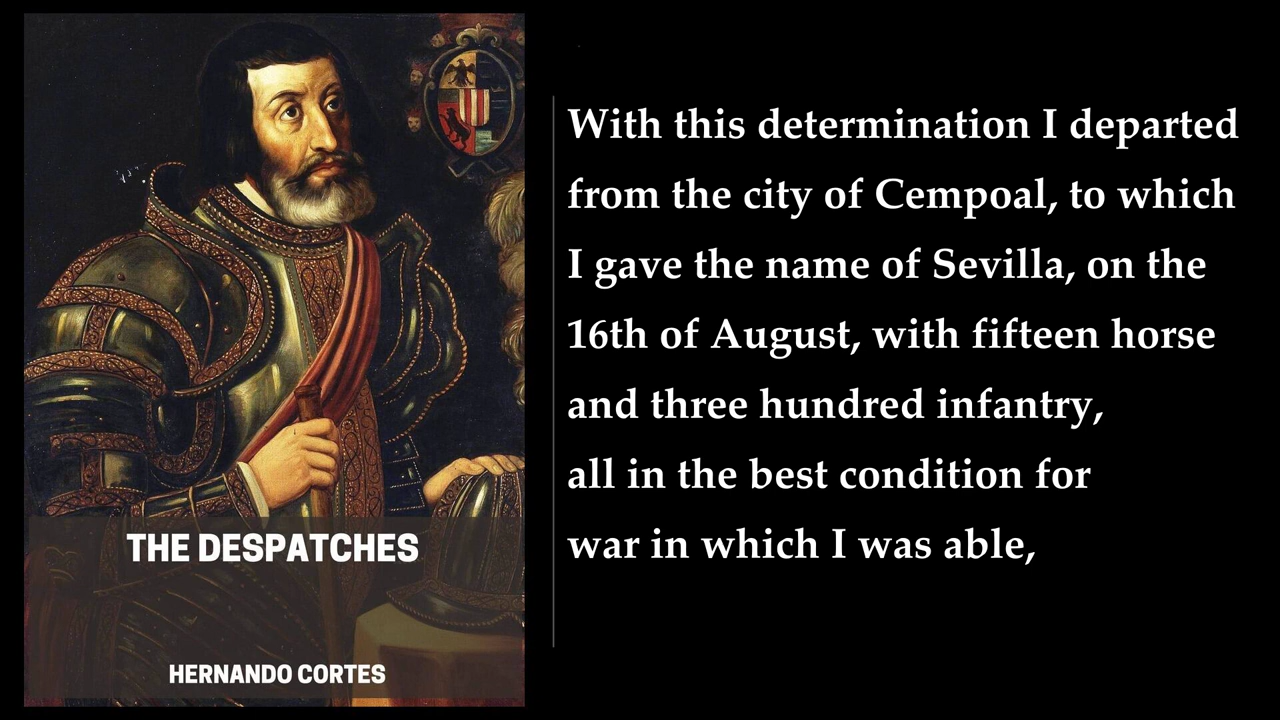 THE DESPATCHES
HERNANDO CORTES
With this determination I departed
from the city of Cempoal, to which
I gave the name of Sevilla, on the
16th of August, with fifteen horse
and three hundred infantry,
all in the best condition for
war in which I was able,